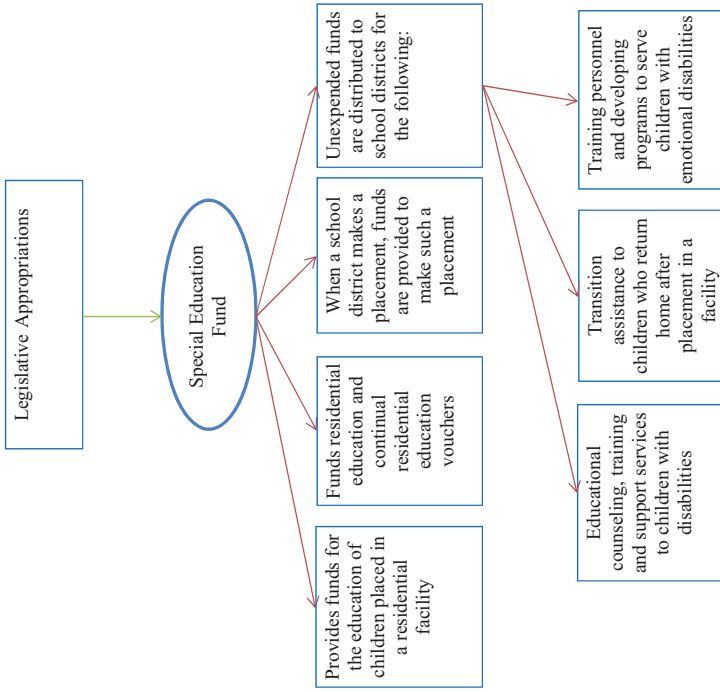 Legislative Appropriations
Special Education
Fund
Provides funds for
the education of
children placed in
a residential
facility
Funds residential
education and
continual
residential
education
vouchers
When a school
district makes a
placement, funds
are provided to
make such a
placement
Unexpended funds
are distributed to
school districts for
the following:
Educational
counseling, training
and support services
to children with
disabilities
Transition
assistance to
children who return
home after
placement in a
facility
Training personnel
and developing
programs to serve
children with
emotional disabilities